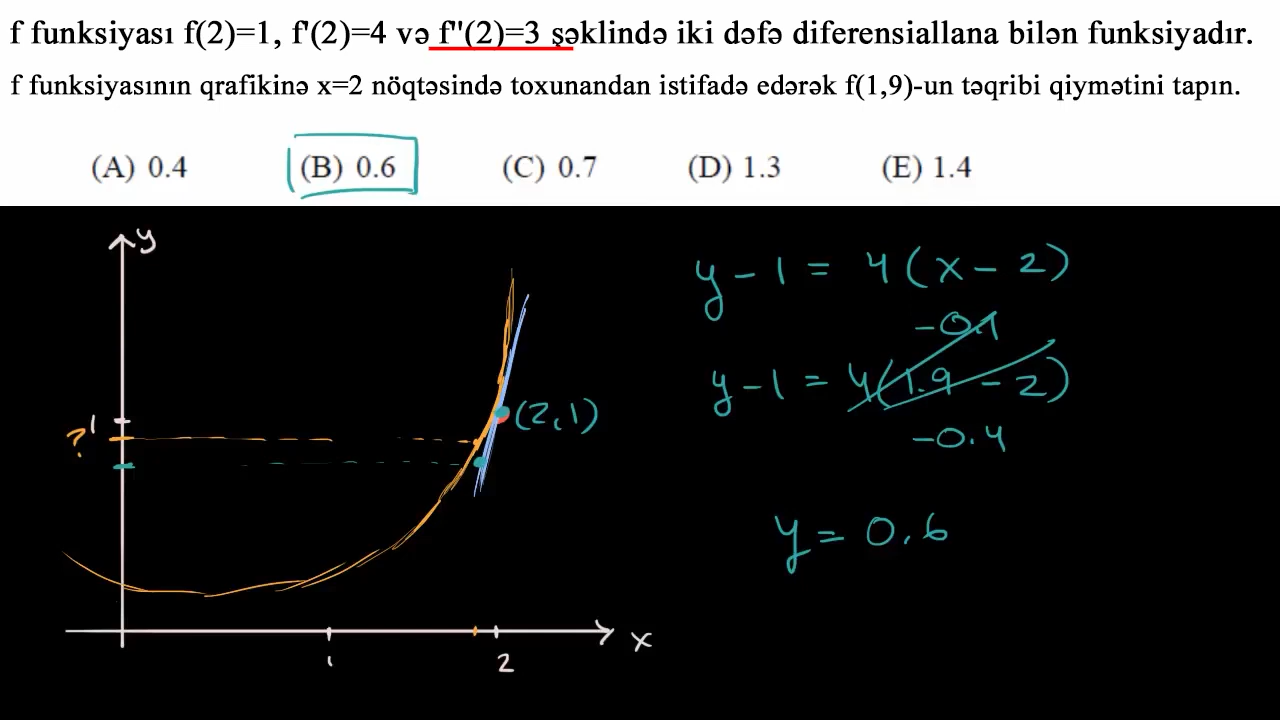 f funksiyası f(2)=1, f'(2)=4 və f''(2)=3 şəklində iki dəfə diferensiallana bilən funksiyadır.
f funksiyasının qrafikinə x=2 nöqtəsində toxunandan istifadə edərək f(1,9)-un təqribi qiymətini tapın.
(A) 0.4 (B) 0.6 (C) 0.7 (D) 1.3 (E) 1.4
y
y - 1 = 4(x - 2)
-0.1
y - 1 = 4(1.9 - 2)
(2,1)
1
?
-0.4
y = 0.6
x
1 2